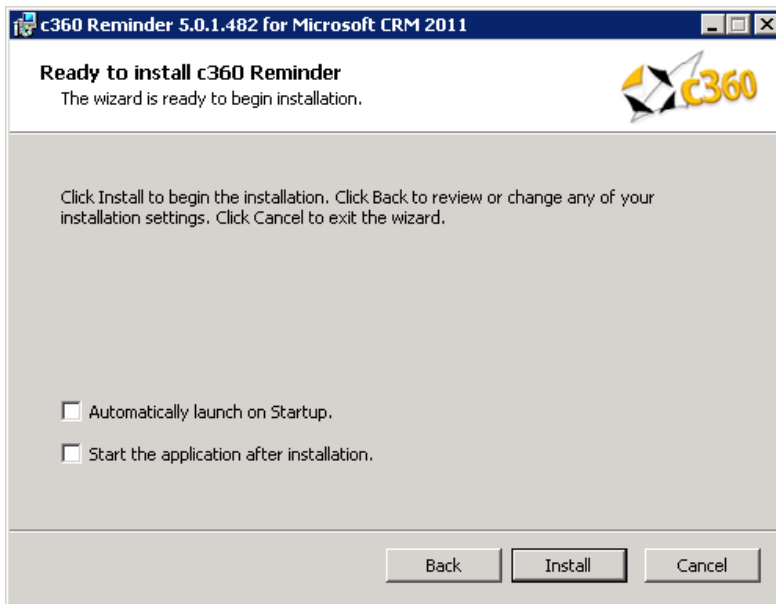 c360 Reminder 5.0.1.482 for Microsoft CRM 2011
Ready to install c360 Reminder
The wizard is ready to begin installation.
c360
Click Install to begin the installation. Click Back to review or change any of your
installation settings. Click Cancel to exit the wizard.
Automatically launch on Startup.
Start the application after installation.
Back
Install
Cancel